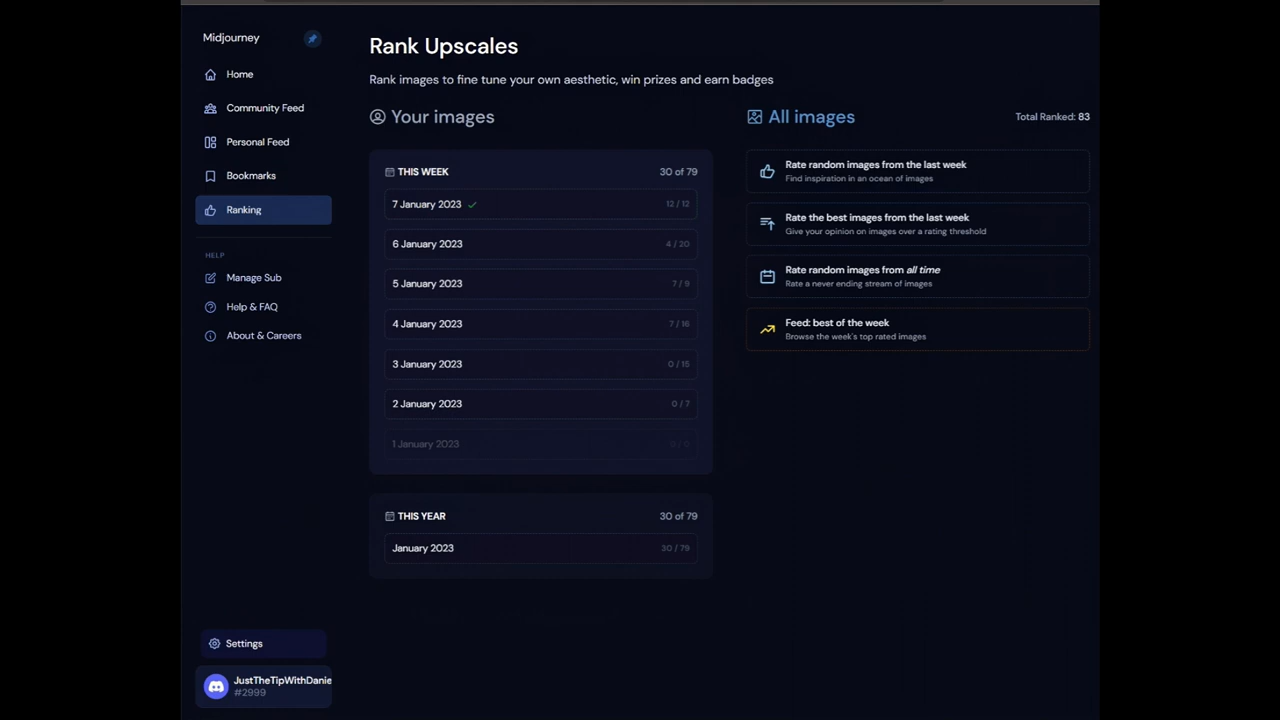 Midjourney
Home
Community Feed
Personal Feed
Bookmarks
Ranking
HELP
Manage Sub
Help & FAQ
About & Careers
Settings
JustTheTipWithDanie
#2999
Rank Upscales
Rank images to fine tune your own aesthetic, win prizes and earn badges
Your images
THIS WEEK 30 of 79
7 January 2023 12 / 12
6 January 2023 4 / 20
5 January 2023 7 / 9
4 January 2023 7 / 16
3 January 2023 0 / 15
2 January 2023 0 / 7
1 January 2023 0 / 0
THIS YEAR 30 of 79
January 2023 30 / 79
All images Total Ranked: 83
Rate random images from the last week
Find inspiration in an ocean of images
Rate the best images from the last week
Give your opinion on images over a rating threshold
Rate random images from all time
Rate a never ending stream of images
Feed: best of the week
Browse the week's top rated images